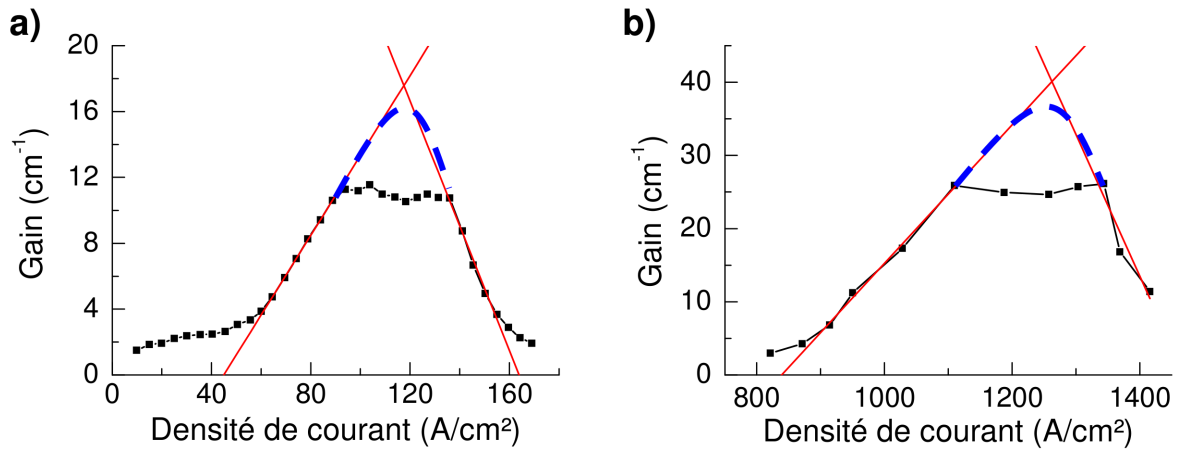 a)
20
16
12
8
4
0
Gain (cm⁻¹)
0 40 80 120 160
Densité de courant (A/cm²)
b)
40
30
20
10
0
Gain (cm⁻¹)
800 1000 1200 1400
Densité de courant (A/cm²)